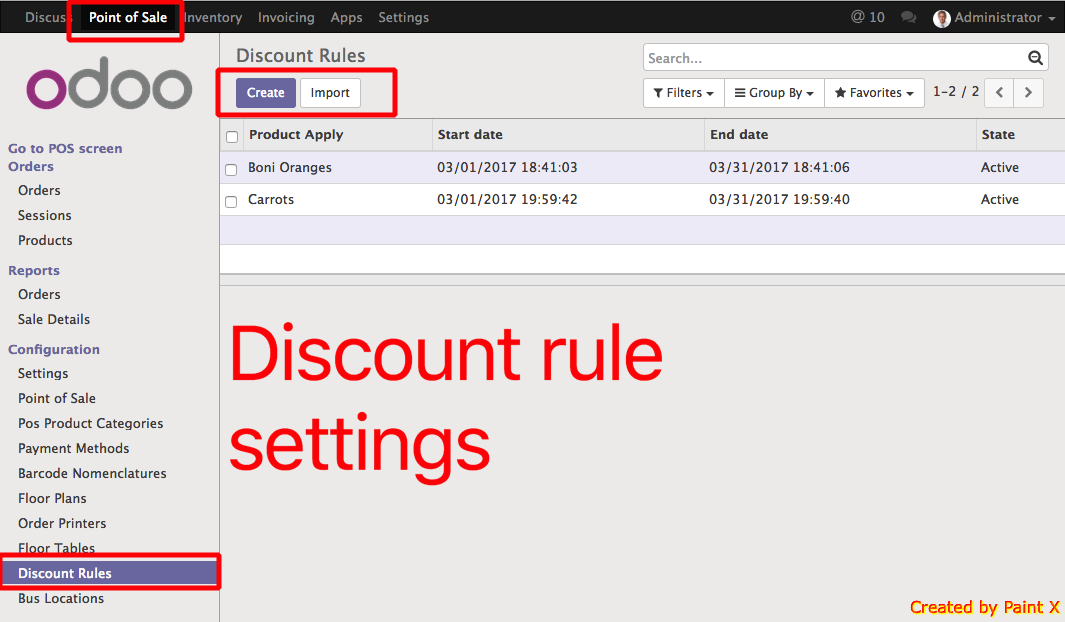 Discuss Point of Sale Inventory Invoicing Apps Settings @ 10 Administrator
odoo
Discount Rules
Search...
Create Import
Filters Group By Favorites 1-2 / 2
Go to POS screen
Orders
Orders
Sessions
Products
Reports
Orders
Sale Details
Configuration
Settings
Point of Sale
Pos Product Categories
Payment Methods
Barcode Nomenclatures
Floor Plans
Order Printers
Floor Tables
Discount Rules
Bus Locations
Product Apply Start date End date State
Boni Oranges 03/01/2017 18:41:03 03/31/2017 18:41:06 Active
Carrots 03/01/2017 19:59:42 03/31/2017 19:59:40 Active
Discount rule
settings
Created by Paint X